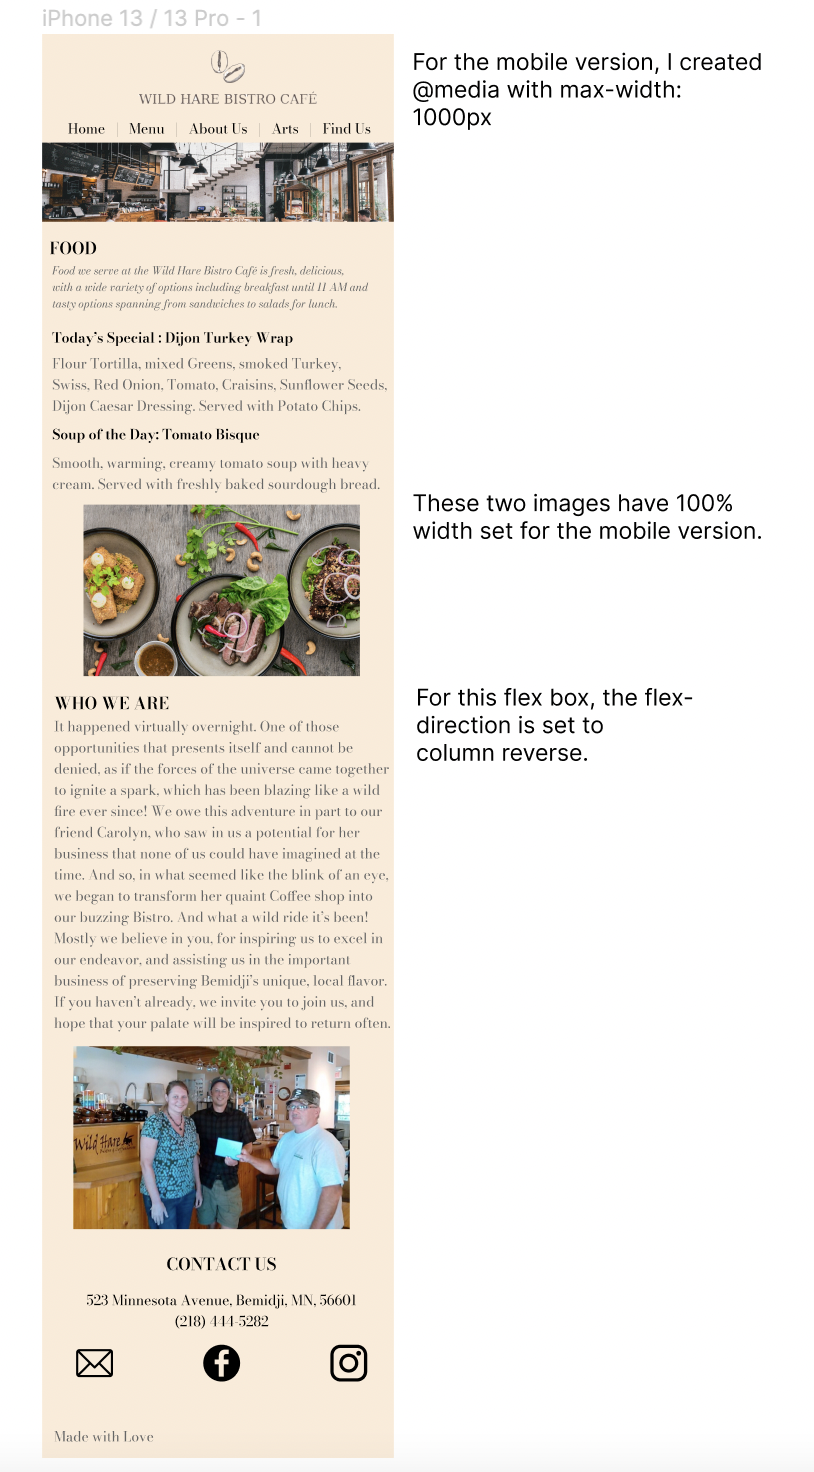 iPhone 13 / 13 Pro - 1
WILD HARE BISTRO CAFÉ
Home
Menu
About Us
Arts
Find Us
For the mobile version, I created
@media with max-width:
1000px
FOOD
Food we serve at the Wild Hare Bistro Café is fresh, delicious,
with a wide variety of options including breakfast until 11 AM and
tasty options spanning from sandwiches to salads for lunch.
Today's Special : Dijon Turkey Wrap
Flour Tortilla, mixed Greens, smoked Turkey,
Swiss, Red Onion, Tomato, Craisins, Sunflower Seeds,
Dijon Caesar Dressing. Served with Potato Chips.
Soup of the Day: Tomato Bisque
Smooth, warming, creamy tomato soup with heavy
cream. Served with freshly baked sourdough bread.
These two images have 100%
width set for the mobile version.
WHO WE ARE
It happened virtually overnight. One of those
opportunities that presents itself and cannot be
denied, as if the forces of the universe came together
to ignite a spark, which has been blazing like a wild
fire ever since! We owe this adventure in part to our
friend Carolyn, who saw in us a potential for her
business that none of us could have imagined at the
time. And so, in what seemed like the blink of an eye,
we began to transform her quaint Coffee shop into
our buzzing Bistro. And what a wild ride it's been!
Mostly we believe in you, for inspiring us to excel in
our endeavor, and assisting us in the important
business of preserving Bemidji's unique, local flavor.
If you haven't already, we invite you to join us, and
hope that your palate will be inspired to return often.
For this flex box, the flex-
direction is set to
column reverse.
Wild Hare
CONTACT US
523 Minnesota Avenue, Bemidji, MN, 56601
(218) 444-5282
Made with Love